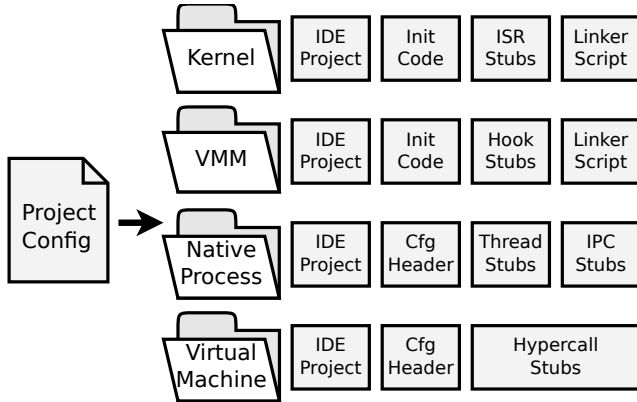 Kernel
IDE
Project
Init
Code
ISR
Stubs
Linker
Script
VMM
IDE
Project
Init
Code
Hook
Stubs
Linker
Script
Project
Config
Native
Process
IDE
Project
Cfg
Header
Thread
Stubs
IPC
Stubs
Virtual
Machine
IDE
Project
Cfg
Header
Hypercall
Stubs